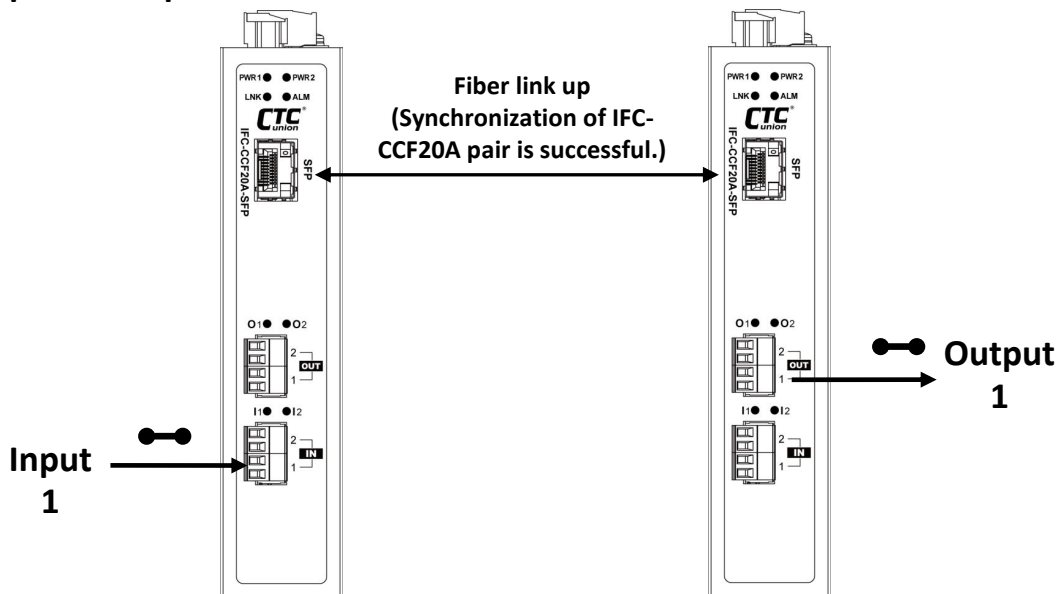 PWR1 PWR2
LNK ALM
CTC®
union
IFC-CCF20A-SFP
SFP
O1 O2
2
OUT
1
I1 I2
2
IN
1
Input
1
Fiber link up
(Synchronization of IFC-
CCF20A pair is successful.)
PWR1 PWR2
LNK ALM
CTC®
union
IFC-CCF20A-SFP
SFP
O1 O2
2
OUT
1
I1 I2
2
IN
1
Output
1